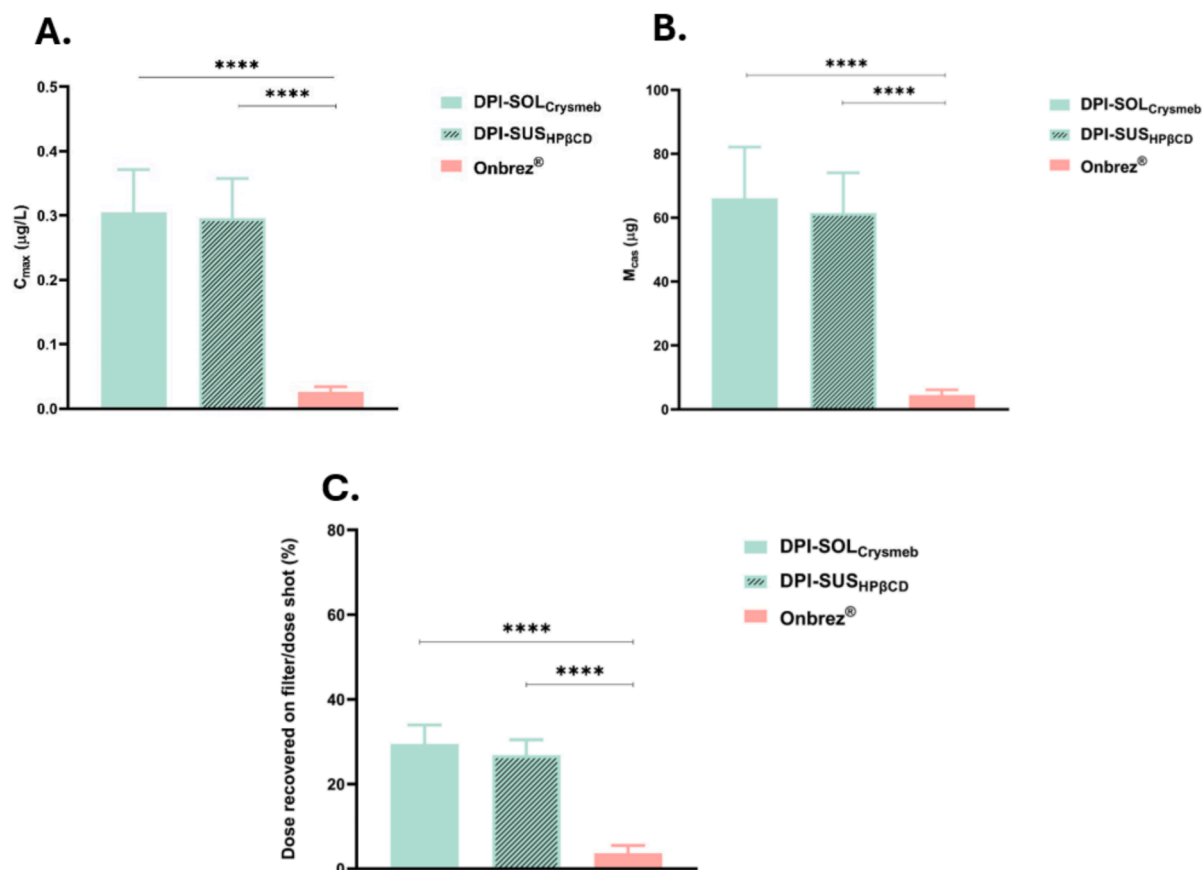 A.
****
****
0.5
0.4
0.3
0.2
0.1
0.0
Cmax (µg/L)
DPI-SOLCrysmeb
DPI-SUSHPβCD
Onbrez®
B.
****
****
100
80
60
40
20
0
Mcas (µg)
DPI-SOLCrysmeb
DPI-SUSHPβCD
Onbrez®
C.
****
****
80
60
40
20
0
Dose recovered on filter/dose shot (%)
DPI-SOLCrysmeb
DPI-SUSHPβCD
Onbrez®